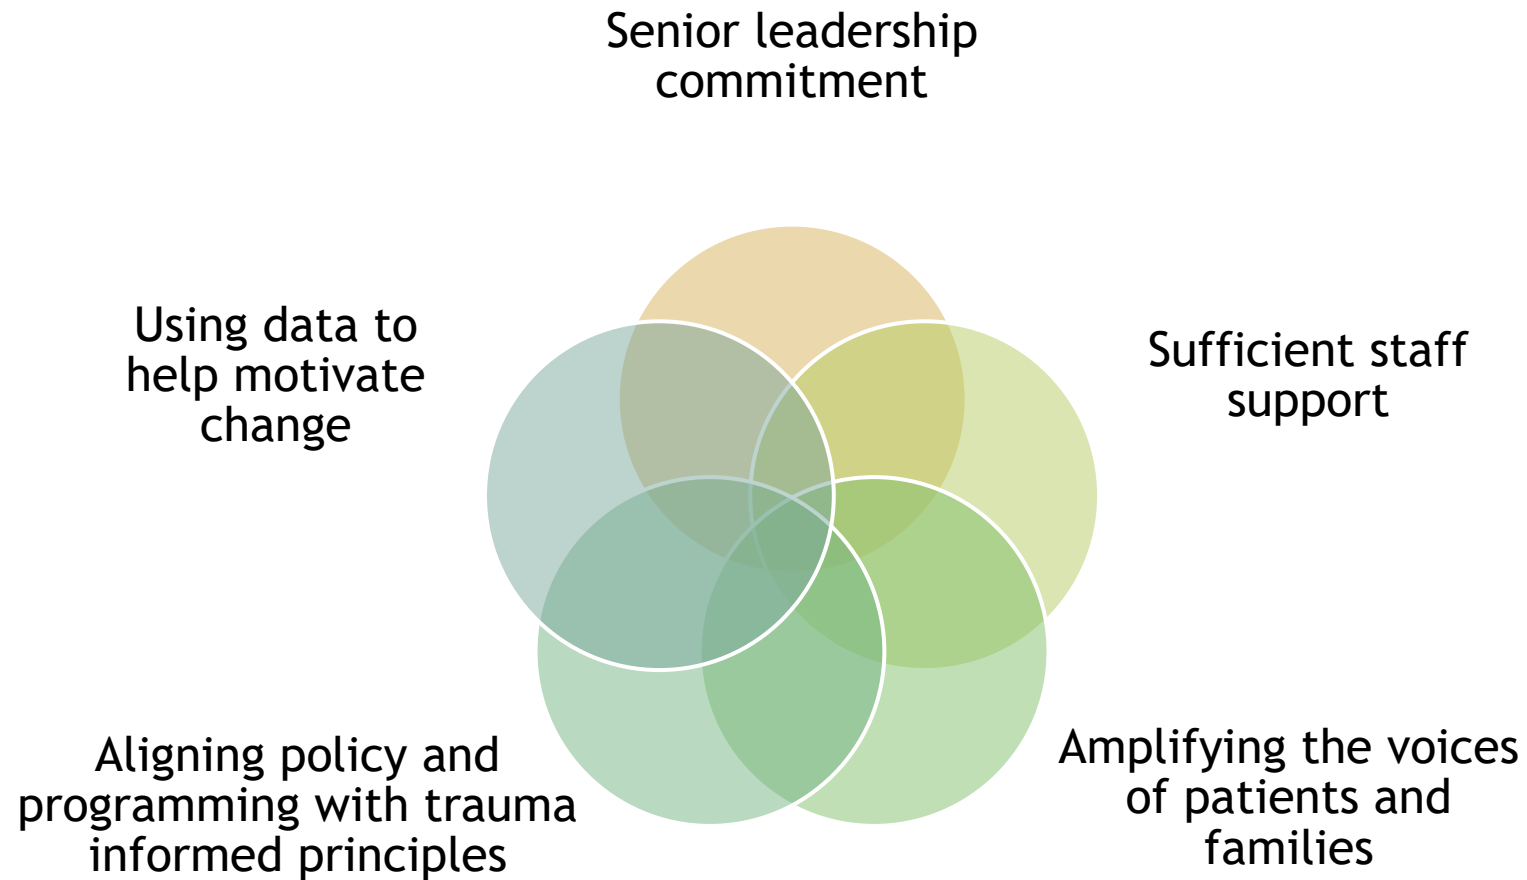 Senior leadership
commitment
Using data to
help motivate
change
Sufficient staff
support
Aligning policy and
programming with trauma
informed principles
Amplifying the voices
of patients and
families